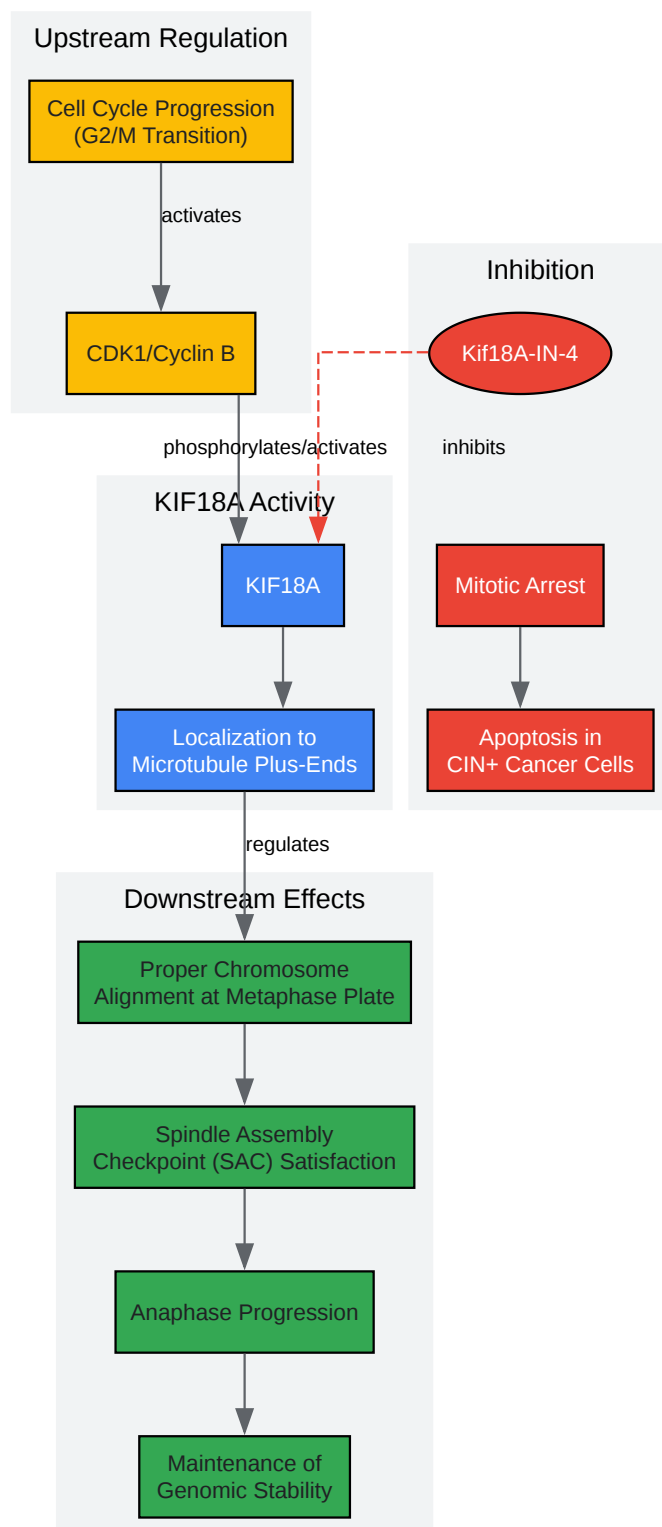 Upstream Regulation
Cell Cycle Progression
(G2/M Transition)
activates
CDK1/Cyclin B
Inhibition
Kif18A-IN-4
phosphorylates/activates
inhibits
KIF18A Activity
KIF18A
Mitotic Arrest
Localization to
Microtubule Plus-Ends
Apoptosis in
CIN+ Cancer Cells
regulates
Downstream Effects
Proper Chromosome
Alignment at Metaphase Plate
Spindle Assembly
Checkpoint (SAC) Satisfaction
Anaphase Progression
Maintenance of
Genomic Stability